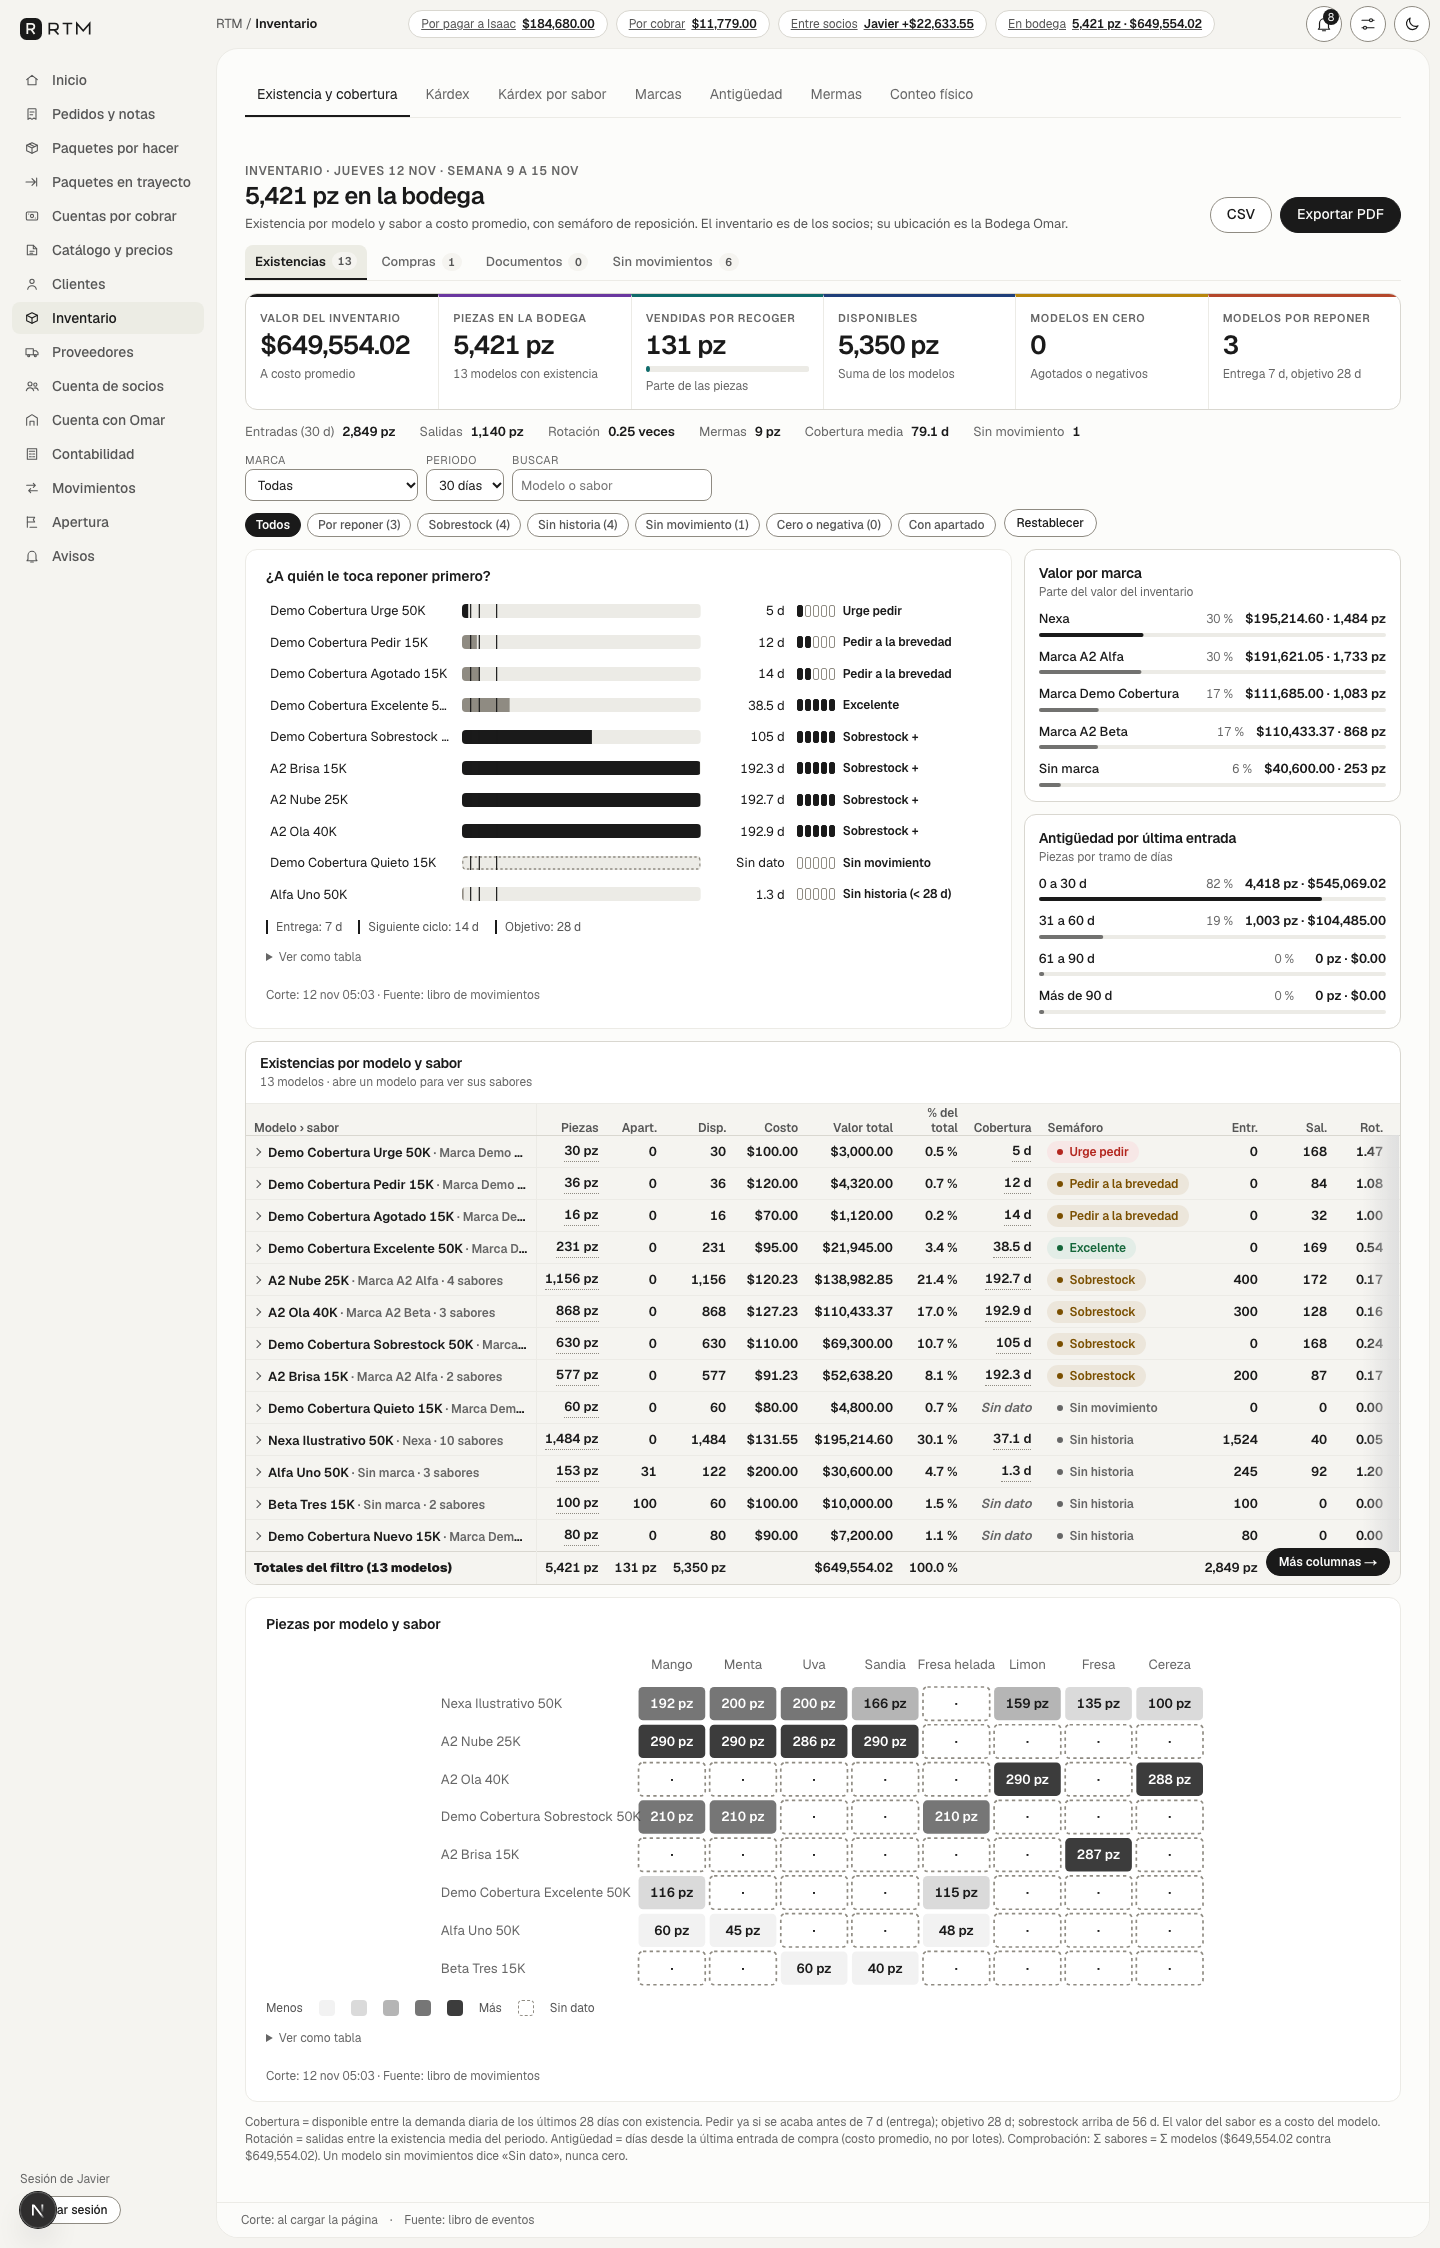 R RTM
RTM / Inventario
Por pagar a Isaac $184,680.00
Por cobrar $11,779.00
Entre socios Javier +$22,633.55
En bodega 5,421 pz · $649,554.02
8
Inicio
Pedidos y notas
Paquetes por hacer
Paquetes en trayecto
Cuentas por cobrar
Catálogo y precios
Clientes
Inventario
Proveedores
Cuenta de socios
Cuenta con Omar
Contabilidad
Movimientos
Apertura
Avisos
Existencia y cobertura Kárdex Kárdex por sabor Marcas Antigüedad Mermas Conteo físico
INVENTARIO · JUEVES 12 NOV · SEMANA 9 A 15 NOV
5,421 pz en la bodega
Existencia por modelo y sabor a costo promedio, con semáforo de reposición. El inventario es de los socios; su ubicación es la Bodega Omar.
CSV Exportar PDF
Existencias 13 Compras 1 Documentos 0 Sin movimientos 6
VALOR DEL INVENTARIO
$649,554.02
A costo promedio
PIEZAS EN LA BODEGA
5,421 pz
13 modelos con existencia
VENDIDAS POR RECOGER
131 pz
Parte de las piezas
DISPONIBLES
5,350 pz
Suma de los modelos
MODELOS EN CERO
0
Agotados o negativos
MODELOS POR REPONER
3
Entrega 7 d, objetivo 28 d
Entradas (30 d) 2,849 pz Salidas 1,140 pz Rotación 0.25 veces Mermas 9 pz Cobertura media 79.1 d Sin movimiento 1
MARCA PERIODO BUSCAR
Todas 30 días Modelo o sabor
Todos Por reponer (3) Sobrestock (4) Sin historia (4) Sin movimiento (1) Cero o negativa (0) Con apartado Restablecer
¿A quién le toca reponer primero?
Demo Cobertura Urge 50K 5 d Urge pedir
Demo Cobertura Pedir 15K 12 d Pedir a la brevedad
Demo Cobertura Agotado 15K 14 d Pedir a la brevedad
Demo Cobertura Excelente 5... 38.5 d Excelente
Demo Cobertura Sobrestock ... 105 d Sobrestock +
A2 Brisa 15K 192.3 d Sobrestock +
A2 Nube 25K 192.7 d Sobrestock +
A2 Ola 40K 192.9 d Sobrestock +
Demo Cobertura Quieto 15K Sin dato Sin movimiento
Alfa Uno 50K 1.3 d Sin historia (< 28 d)
Entrega: 7 d Siguiente ciclo: 14 d Objetivo: 28 d
▶ Ver como tabla
Corte: 12 nov 05:03 · Fuente: libro de movimientos
Valor por marca
Parte del valor del inventario
Nexa 30 % $195,214.60 · 1,484 pz
Marca A2 Alfa 30 % $191,621.05 · 1,733 pz
Marca Demo Cobertura 17 % $111,685.00 · 1,083 pz
Marca A2 Beta 17 % $110,433.37 · 868 pz
Sin marca 6 % $40,600.00 · 253 pz
Antigüedad por última entrada
Piezas por tramo de días
0 a 30 d 82 % 4,418 pz · $545,069.02
31 a 60 d 19 % 1,003 pz · $104,485.00
61 a 90 d 0 % 0 pz · $0.00
Más de 90 d 0 % 0 pz · $0.00
Existencias por modelo y sabor
13 modelos · abre un modelo para ver sus sabores
Modelo › sabor Piezas Apart. Disp. Costo Valor total % del total Cobertura Semáforo Entr. Sal. Rot.
Demo Cobertura Urge 50K · Marca Demo ... 30 pz 0 30 $100.00 $3,000.00 0.5 % 5 d Urge pedir 0 168 1.47
Demo Cobertura Pedir 15K · Marca Demo ... 36 pz 0 36 $120.00 $4,320.00 0.7 % 12 d Pedir a la brevedad 0 84 1.08
Demo Cobertura Agotado 15K · Marca De... 16 pz 0 16 $70.00 $1,120.00 0.2 % 14 d Pedir a la brevedad 0 32 1.00
Demo Cobertura Excelente 50K · Marca D... 231 pz 0 231 $95.00 $21,945.00 3.4 % 38.5 d Excelente 0 169 0.54
A2 Nube 25K · Marca A2 Alfa · 4 sabores 1,156 pz 0 1,156 $120.23 $138,982.85 21.4 % 192.7 d Sobrestock 400 172 0.17
A2 Ola 40K · Marca A2 Beta · 3 sabores 868 pz 0 868 $127.23 $110,433.37 17.0 % 192.9 d Sobrestock 300 128 0.16
Demo Cobertura Sobrestock 50K · Marca... 630 pz 0 630 $110.00 $69,300.00 10.7 % 105 d Sobrestock 0 168 0.24
A2 Brisa 15K · Marca A2 Alfa · 2 sabores 577 pz 0 577 $91.23 $52,638.20 8.1 % 192.3 d Sobrestock 200 87 0.17
Demo Cobertura Quieto 15K · Marca Dem... 60 pz 0 60 $80.00 $4,800.00 0.7 % Sin dato Sin movimiento 0 0 0.00
Nexa Ilustrativo 50K · Nexa · 10 sabores 1,484 pz 0 1,484 $131.55 $195,214.60 30.1 % 37.1 d Sin historia 1,524 40 0.05
Alfa Uno 50K · Sin marca · 3 sabores 153 pz 31 122 $200.00 $30,600.00 4.7 % 1.3 d Sin historia 245 92 1.20
Beta Tres 15K · Sin marca · 2 sabores 100 pz 100 60 $100.00 $10,000.00 1.5 % Sin dato Sin historia 100 0 0.00
Demo Cobertura Nuevo 15K · Marca Dem... 80 pz 0 80 $90.00 $7,200.00 1.1 % Sin dato Sin historia 80 0 0.00
Totales del filtro (13 modelos) 5,421 pz 131 pz 5,350 pz $649,554.02 100.0 % 2,849 pz Más columnas →
Piezas por modelo y sabor
Mango Menta Uva Sandia Fresa helada Limon Fresa Cereza
Nexa Ilustrativo 50K 192 pz 200 pz 200 pz 166 pz · 159 pz 135 pz 100 pz
A2 Nube 25K 290 pz 290 pz 286 pz 290 pz · · · ·
A2 Ola 40K · · · · · 290 pz · 288 pz
Demo Cobertura Sobrestock 50K 210 pz 210 pz · · 210 pz · · ·
A2 Brisa 15K · · · · · · 287 pz ·
Demo Cobertura Excelente 50K 116 pz · · · 115 pz · · ·
Alfa Uno 50K 60 pz 45 pz · · 48 pz · · ·
Beta Tres 15K · · 60 pz 40 pz · · · ·
Menos Más Sin dato
▶ Ver como tabla
Corte: 12 nov 05:03 · Fuente: libro de movimientos
Cobertura = disponible entre la demanda diaria de los últimos 28 días con existencia. Pedir ya si se acaba antes de 7 d (entrega); objetivo 28 d; sobrestock arriba de 56 d. El valor del sabor es a costo del modelo.
Rotación = salidas entre la existencia media del periodo. Antigüedad = días desde la última entrada de compra (costo promedio, no por lotes). Comprobación: Σ sabores = Σ modelos ($649,554.02 contra
$649,554.02). Un modelo sin movimientos dice «Sin dato», nunca cero.
Sesión de Javier
N ar sesión
Corte: al cargar la página · Fuente: libro de eventos